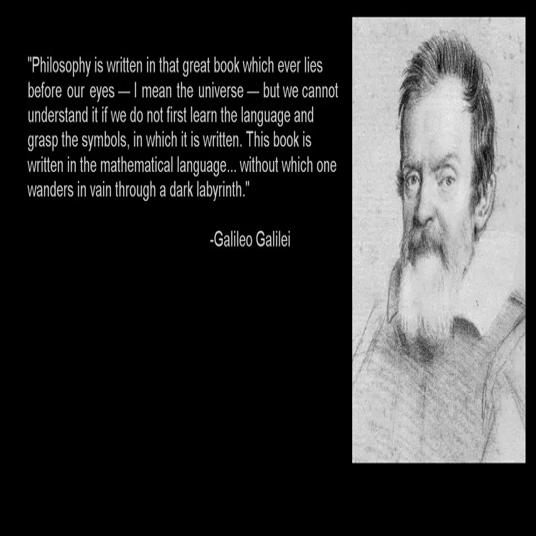 "Philosophy is written in that great book which ever lies
before our eyes — I mean the universe — but we cannot
understand it if we do not first learn the language and
grasp the symbols, in which it is written. This book is
written in the mathematical language... without which one
wanders in vain through a dark labyrinth."
-Galileo Galilei